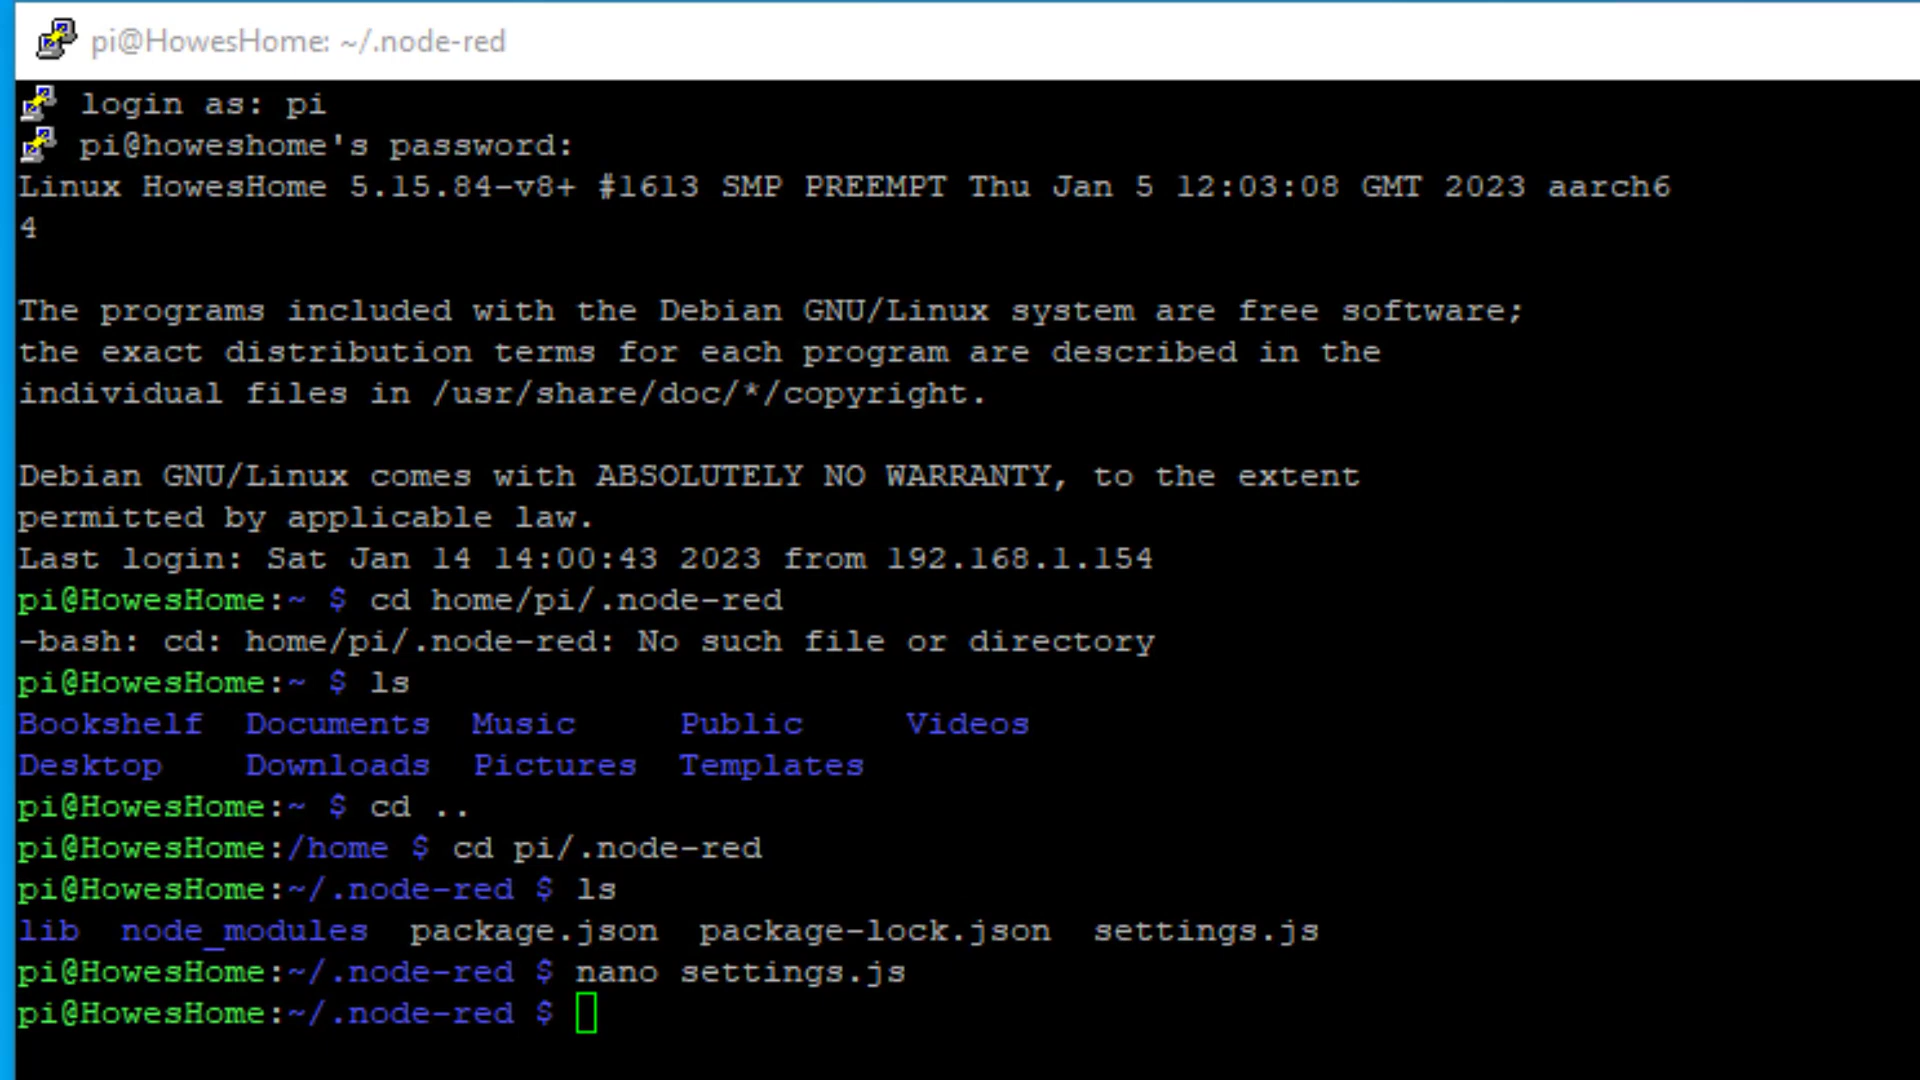 pi@HowesHome: ~/.node-red
login as: pi
pi@howeshome's password:
Linux HowesHome 5.15.84-v8+ #1613 SMP PREEMPT Thu Jan 5 12:03:08 GMT 2023 aarch6
4
The programs included with the Debian GNU/Linux system are free software;
the exact distribution terms for each program are described in the
individual files in /usr/share/doc/*/copyright.
Debian GNU/Linux comes with ABSOLUTELY NO WARRANTY, to the extent
permitted by applicable law.
Last login: Sat Jan 14 14:00:43 2023 from 192.168.1.154
pi@HowesHome:~ $ cd home/pi/.node-red
-bash: cd: home/pi/.node-red: No such file or directory
pi@HowesHome:~ $ ls
Bookshelf  Documents  Music     Public     Videos
Desktop    Downloads  Pictures  Templates
pi@HowesHome:~ $ cd ..
pi@HowesHome:/home $ cd pi/.node-red
pi@HowesHome:~/.node-red $ ls
lib  node_modules  package.json  package-lock.json  settings.js
pi@HowesHome:~/.node-red $ nano settings.js
pi@HowesHome:~/.node-red $